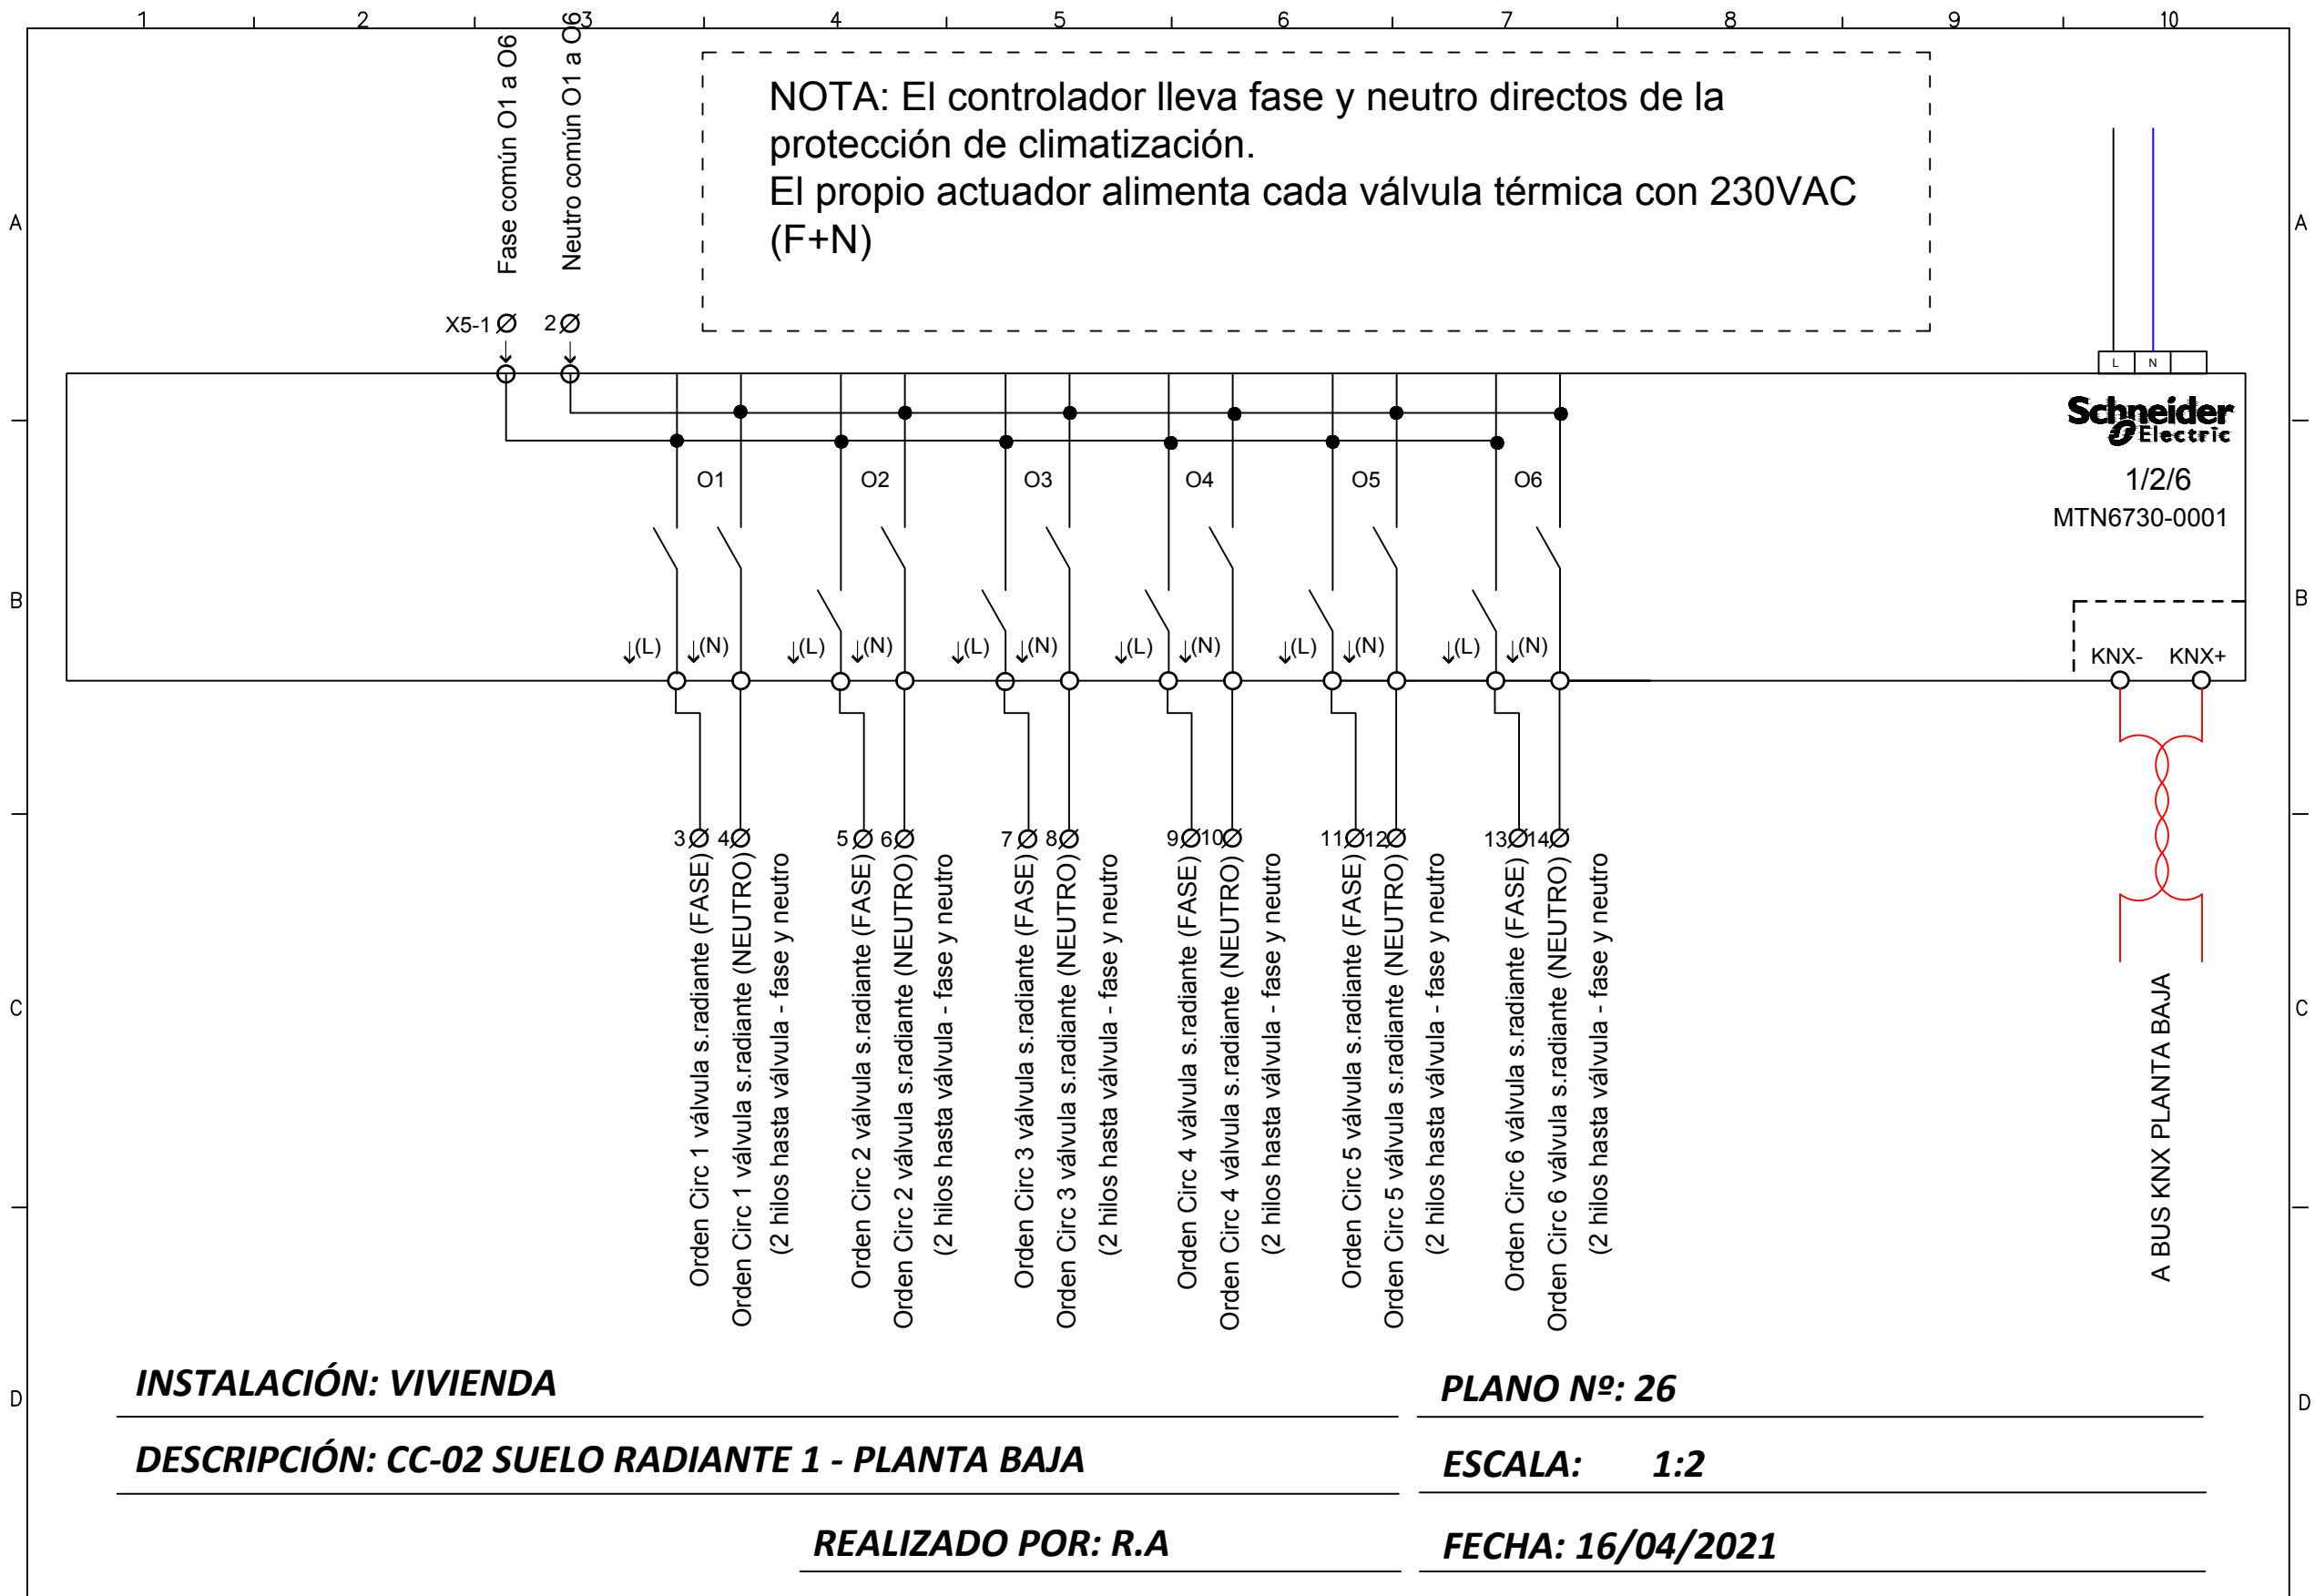 1 2 3 4 5 6 7 8 9 10
Fase común O1 a O6
Neutro común O1 a O6
NOTA: El controlador lleva fase y neutro directos de la
protección de climatización.
El propio actuador alimenta cada válvula térmica con 230VAC
(F+N)
A A
X5-1 2
L N
Schneider
Electric
1/2/6
MTN6730-0001
O1 O2 O3 O4 O5 O6
B B
↓(L) ↓(N) ↓(L) ↓(N) ↓(L) ↓(N) ↓(L) ↓(N) ↓(L) ↓(N) ↓(L) ↓(N)
KNX- KNX+
3 4 5 6 7 8 9 10 11 12 13 14
Orden Circ 1 válvula s.radiante (FASE)
Orden Circ 1 válvula s.radiante (NEUTRO)
(2 hilos hasta válvula - fase y neutro
Orden Circ 2 válvula s.radiante (FASE)
Orden Circ 2 válvula s.radiante (NEUTRO)
(2 hilos hasta válvula - fase y neutro
Orden Circ 3 válvula s.radiante (FASE)
Orden Circ 3 válvula s.radiante (NEUTRO)
(2 hilos hasta válvula - fase y neutro
Orden Circ 4 válvula s.radiante (FASE)
Orden Circ 4 válvula s.radiante (NEUTRO)
(2 hilos hasta válvula - fase y neutro
Orden Circ 5 válvula s.radiante (FASE)
Orden Circ 5 válvula s.radiante (NEUTRO)
(2 hilos hasta válvula - fase y neutro
Orden Circ 6 válvula s.radiante (FASE)
Orden Circ 6 válvula s.radiante (NEUTRO)
(2 hilos hasta válvula - fase y neutro
A BUS KNX PLANTA BAJA
C C
D D
INSTALACIÓN: VIVIENDA
PLANO Nº: 26
DESCRIPCIÓN: CC-02 SUELO RADIANTE 1 - PLANTA BAJA
ESCALA: 1:2
REALIZADO POR: R.A
FECHA: 16/04/2021